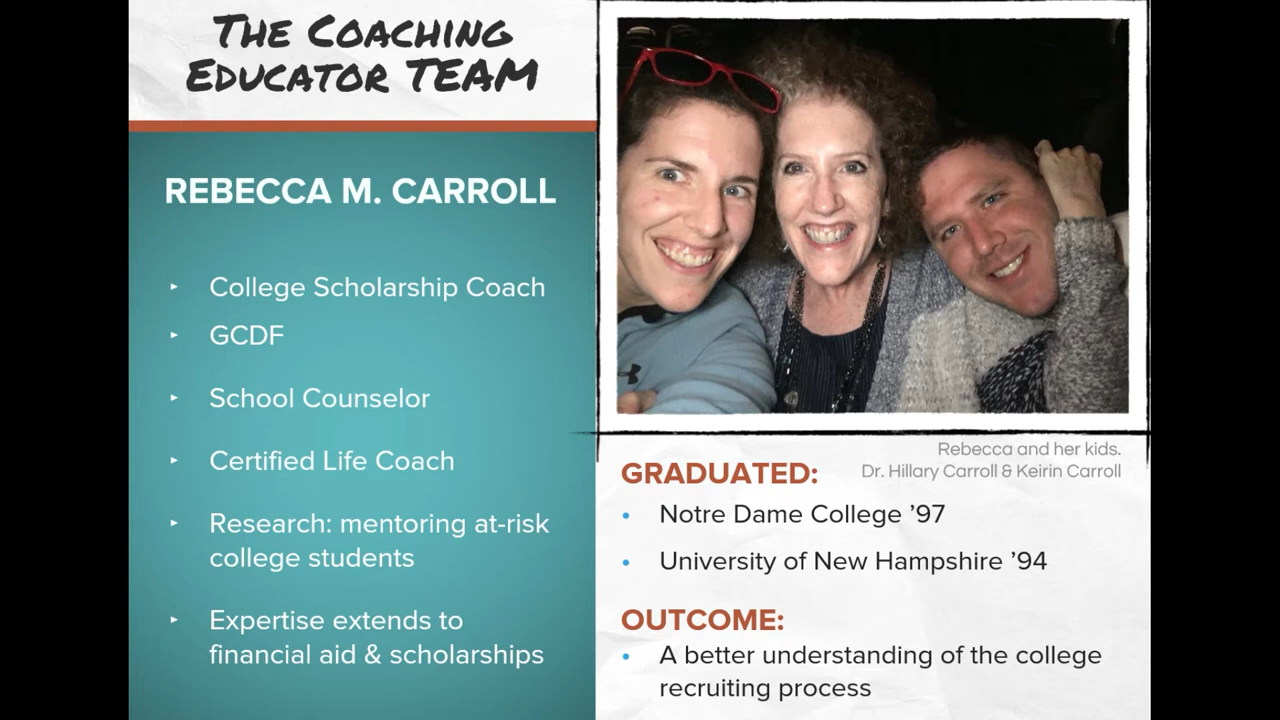 THE COACHING
EDUCATOR TEAM
REBECCA M. CARROLL
‣ College Scholarship Coach
‣ GCDF
‣ School Counselor
‣ Certified Life Coach
‣ Research: mentoring at-risk
college students
‣ Expertise extends to
financial aid & scholarships
Rebecca and her kids.
Dr. Hillary Carroll & Keirin Carroll
GRADUATED:
• Notre Dame College ’97
• University of New Hampshire ’94
OUTCOME:
• A better understanding of the college
recruiting process